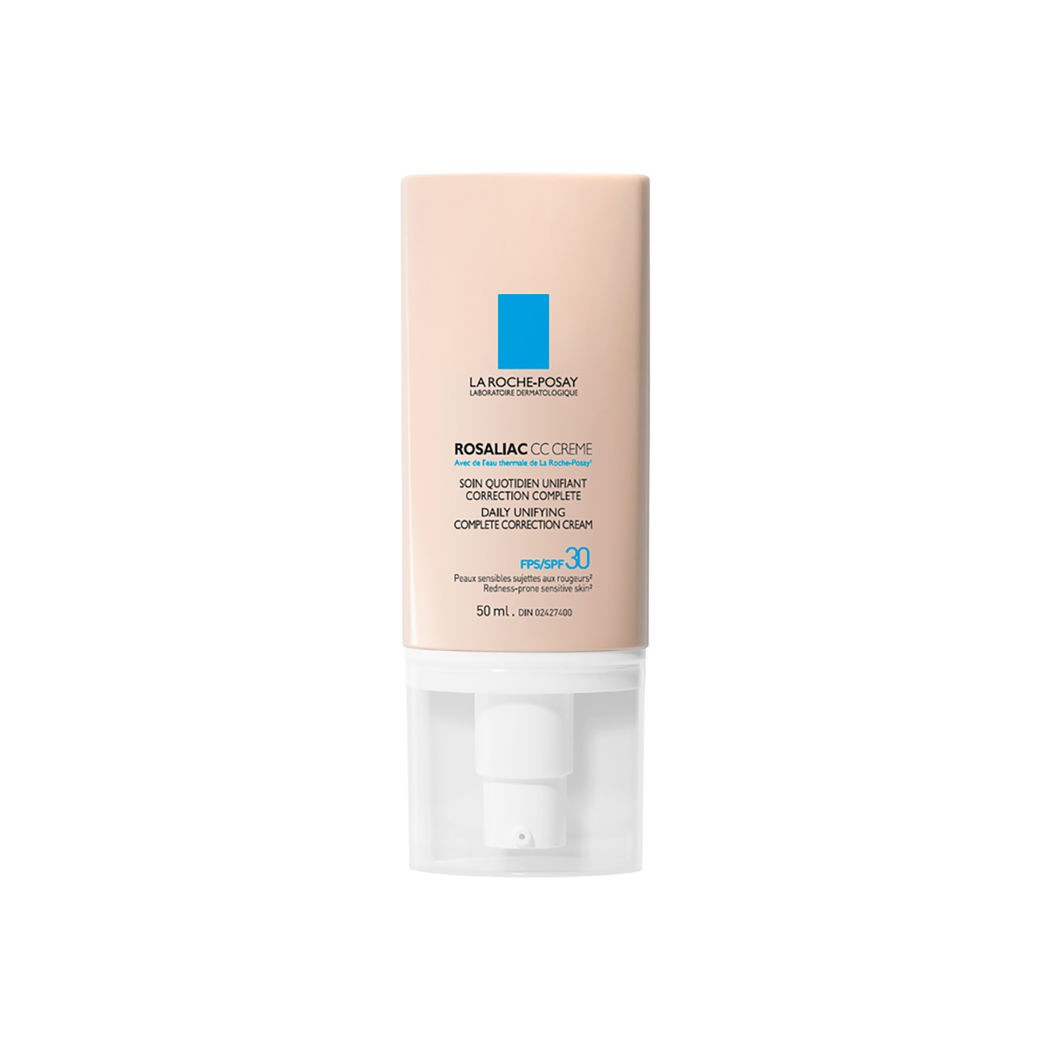 LA ROCHE-POSAY
LABORATOIRE DERMATOLOGIQUE
ROSALIAC CC CREME
Avec de l'eau thermale de La Roche-Posay¹
SOIN QUOTIDIEN UNIFIANT
CORRECTION COMPLETE
DAILY UNIFYING
COMPLETE CORRECTION CREAM
FPS/SPF 30
Peaux sensibles sujettes aux rougeurs²
Redness-prone sensitive skin²
50 ml . DIN 02427400